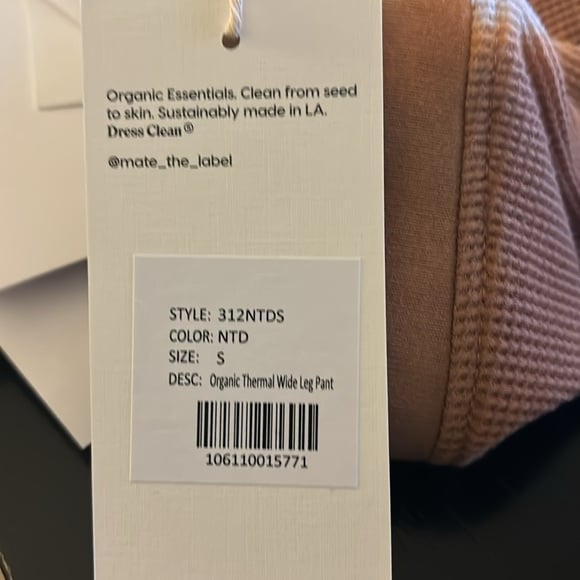 Organic Essentials. Clean from seed
to skin. Sustainably made in LA.
Dress Clean®
@mate_the_label
STYLE: 312NTDS
COLOR: NTD
SIZE: S
DESC: Organic Thermal Wide Leg Pant
106110015771